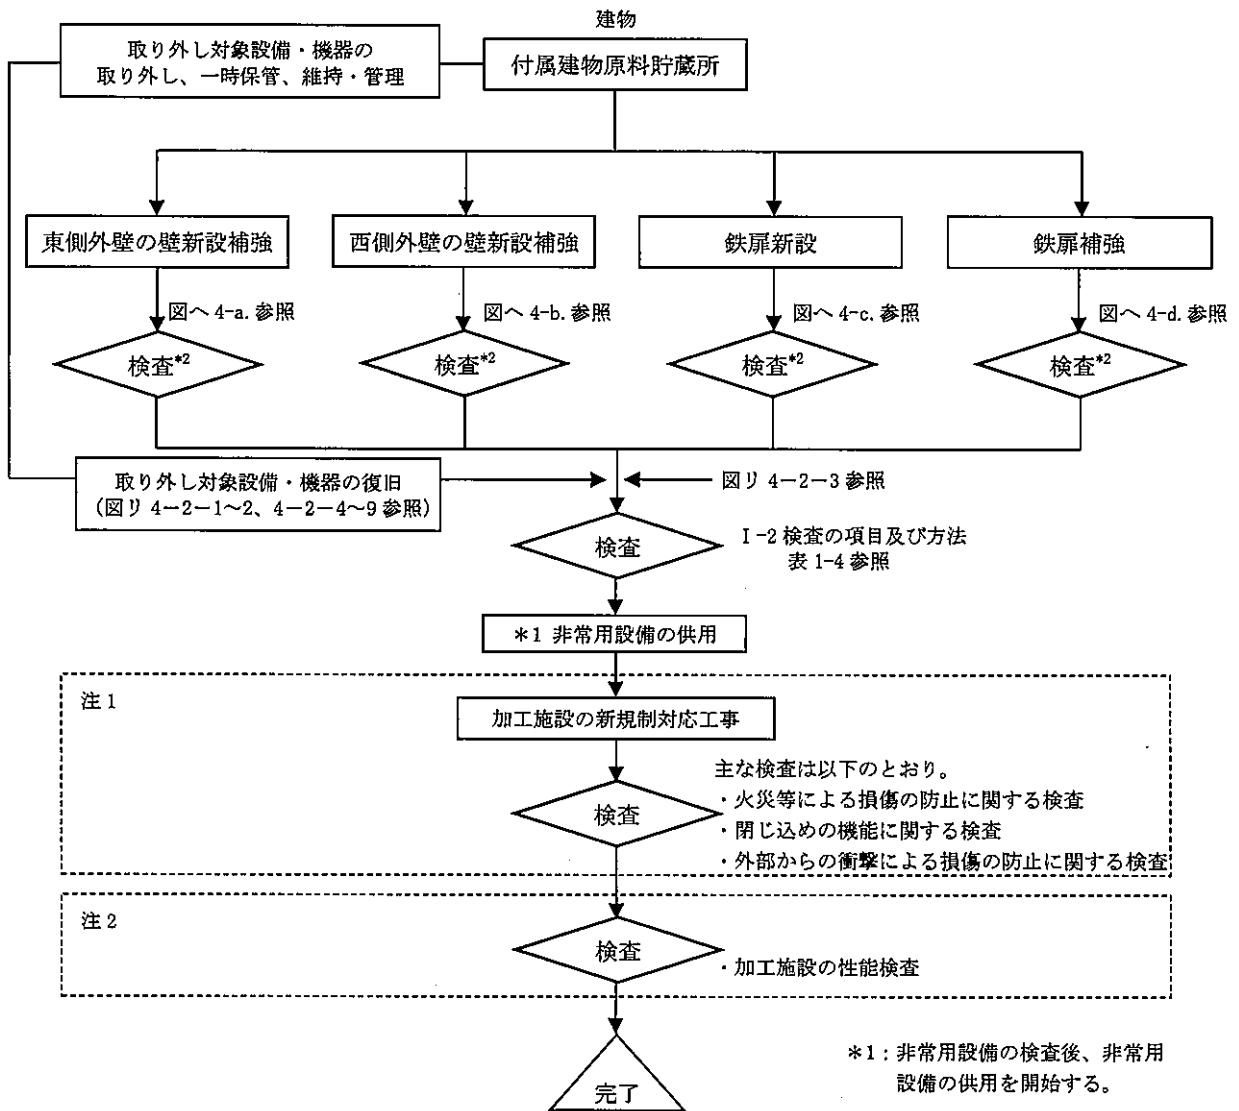 建物
取り外し対象設備・機器の
取り外し、一時保管、維持・管理
付属建物原料貯蔵所
東側外壁の壁新設補強
西側外壁の壁新設補強
鉄扉新設
鉄扉補強
図へ 4-a. 参照
図へ 4-b. 参照
図へ 4-c. 参照
図へ 4-d. 参照
検査*2
検査*2
検査*2
検査*2
取り外し対象設備・機器の復旧
(図リ 4-2-1~2、4-2-4~9 参照)
図リ 4-2-3 参照
検査
I-2 検査の項目及び方法
表 1-4 参照
*1 非常用設備の供用
注 1
加工施設の新規制対応工事
主な検査は以下のとおり。
検査
・火災等による損傷の防止に関する検査
・閉じ込めの機能に関する検査
・外部からの衝撃による損傷の防止に関する検査
注 2
検査
・加工施設の性能検査
完了
*1:非常用設備の検査後、非常用
設備の供用を開始する。